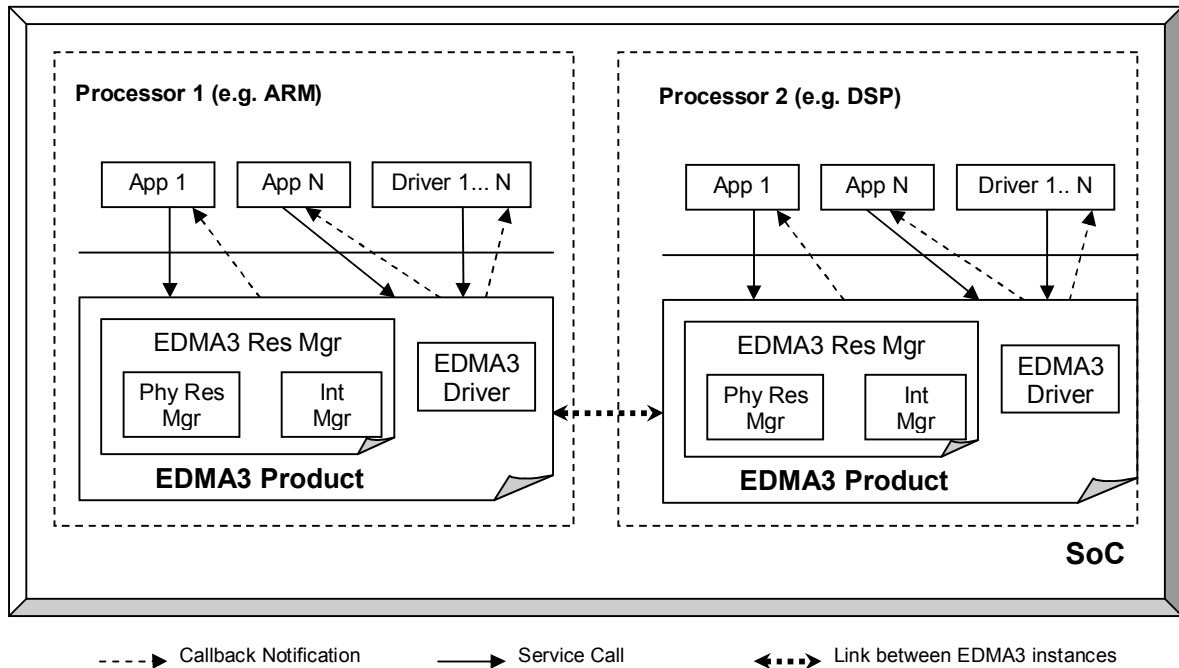 Processor 1 (e.g. ARM)
App 1
App N
Driver 1... N
EDMA3 Res Mgr
Phy Res
Mgr
Int
Mgr
EDMA3
Driver
EDMA3 Product
Processor 2 (e.g. DSP)
App 1
App N
Driver 1.. N
EDMA3 Res Mgr
Phy Res
Mgr
Int
Mgr
EDMA3
Driver
EDMA3 Product
SoC
Callback Notification
Service Call
Link between EDMA3 instances